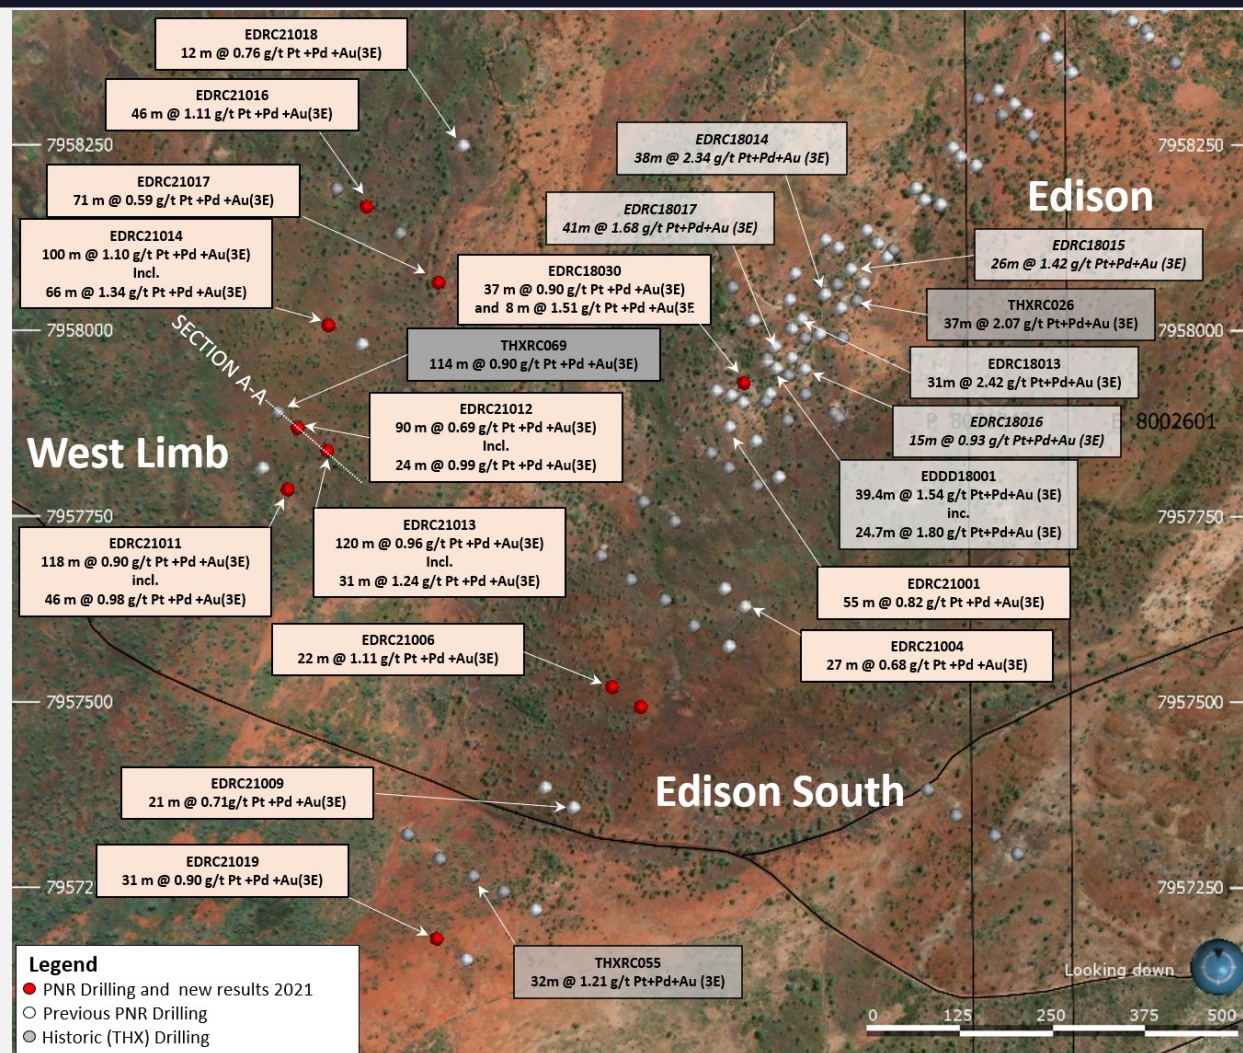 EDRC21018
12 m @ 0.76 g/t Pt +Pd +Au(3E)
EDRC21016
46 m @ 1.11 g/t Pt +Pd +Au(3E)
7958250
7958250
EDRC18014
38m @ 2.34 g/t Pt+Pd+Au (3E)
EDRC21017
71 m @ 0.59 g/t Pt +Pd +Au(3E)
Edison
EDRC18017
41m @ 1.68 g/t Pt+Pd+Au (3E)
EDRC21014
100 m @ 1.10 g/t Pt +Pd +Au(3E)
Incl.
66 m @ 1.34 g/t Pt +Pd +Au(3E)
EDRC18030
37 m @ 0.90 g/t Pt +Pd +Au(3E)
and 8 m @ 1.51 g/t Pt +Pd +Au(3E
EDRC18015
26m @ 1.42 g/t Pt+Pd+Au (3E)
THXRC026
37m @ 2.07 g/t Pt+Pd+Au (3E)
7958000
7958000
SECTION A-A
THXRC069
114 m @ 0.90 g/t Pt +Pd +Au(3E)
EDRC18013
31m @ 2.42 g/t Pt+Pd+Au (3E)
EDRC21012
90 m @ 0.69 g/t Pt +Pd +Au(3E)
Incl.
24 m @ 0.99 g/t Pt +Pd +Au(3E)
EDRC18016
15m @ 0.93 g/t Pt+Pd+Au (3E)
E 8002601
West Limb
EDDD18001
39.4m @ 1.54 g/t Pt+Pd+Au (3E)
inc.
24.7m @ 1.80 g/t Pt+Pd+Au (3E)
7957750
7957750
EDRC21011
118 m @ 0.90 g/t Pt +Pd +Au(3E)
incl.
46 m @ 0.98 g/t Pt +Pd +Au(3E)
EDRC21013
120 m @ 0.96 g/t Pt +Pd +Au(3E)
Incl.
31 m @ 1.24 g/t Pt +Pd +Au(3E)
EDRC21001
55 m @ 0.82 g/t Pt +Pd +Au(3E)
EDRC21006
22 m @ 1.11 g/t Pt +Pd +Au(3E)
EDRC21004
27 m @ 0.68 g/t Pt +Pd +Au(3E)
7957500
7957500
EDRC21009
21 m @ 0.71g/t Pt +Pd +Au(3E)
Edison South
EDRC21019
31 m @ 0.90 g/t Pt +Pd +Au(3E)
79572
7957250
THXRC055
32m @ 1.21 g/t Pt+Pd+Au (3E)
Looking down
Legend
PNR Drilling and new results 2021
Previous PNR Drilling
Historic (THX) Drilling
0 125 250 375 500